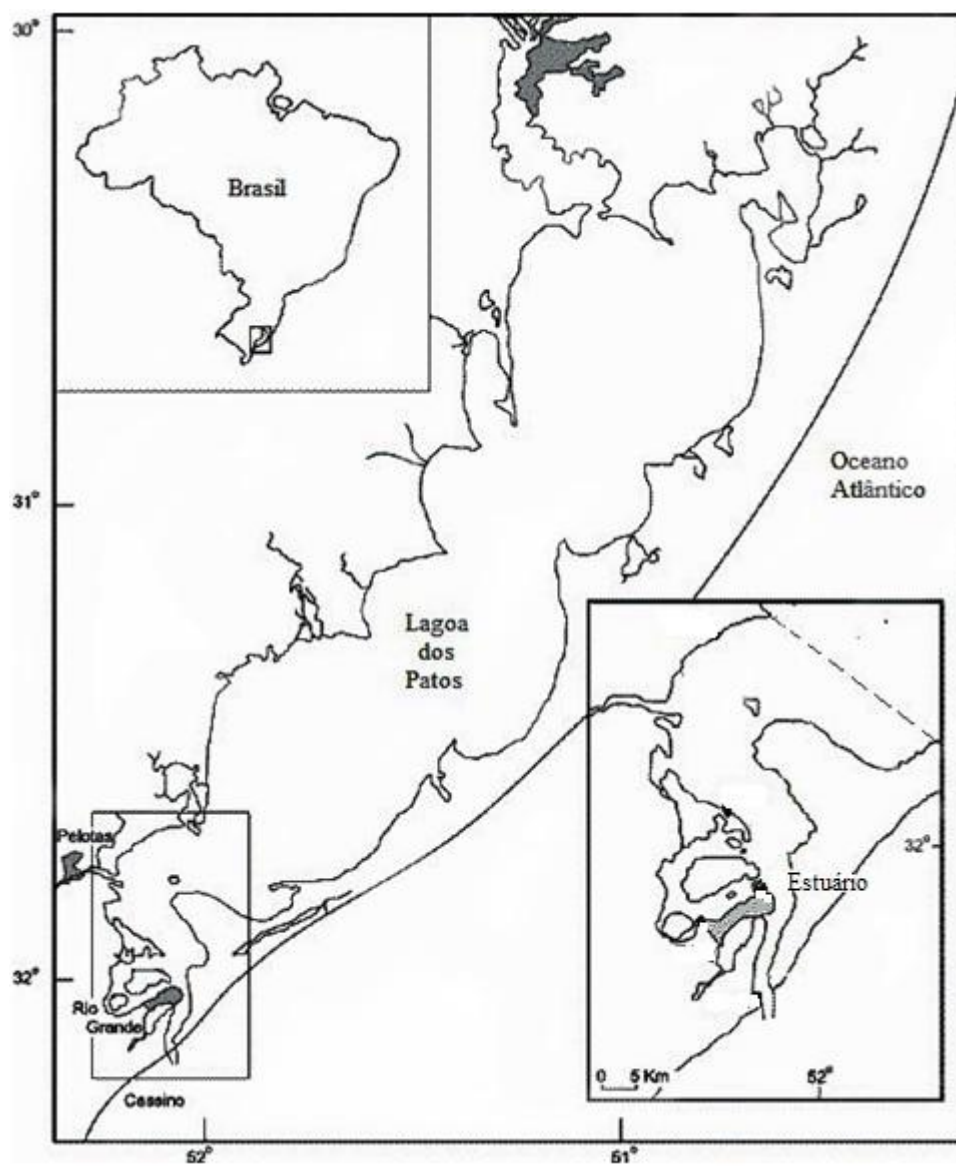 30°
Brasil
Oceano
Atlântico
31°
Lagoa
dos
Patos
Pelotas
32°
Estuário
32°
Rio
Grande
0 5 Km
52°
Cassino
52°
51°